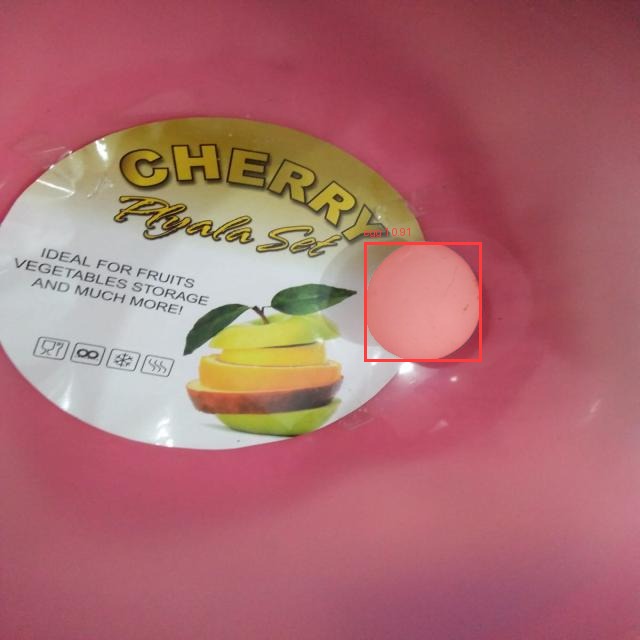 CHERRY
Plyala Set
IDEAL FOR FRUITS
VEGETABLES STORAGE
AND MUCH MORE!